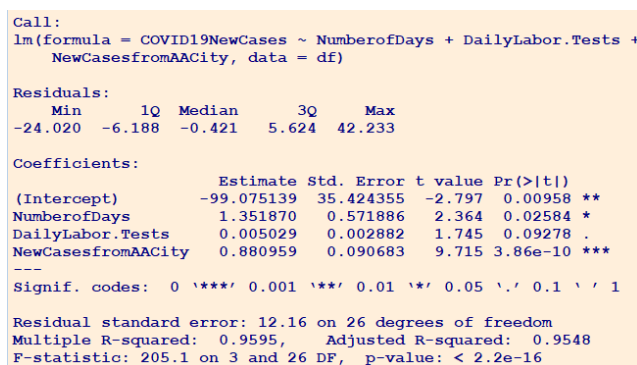 Call:
lm(formula = COVID19NewCases ~ NumberofDays + DailyLabor.Tests +
    NewCasesfromAACity, data = df)
Residuals:
    Min      1Q  Median      3Q     Max
-24.020  -6.188  -0.421   5.624  42.233
Coefficients:
                     Estimate Std. Error t value Pr(>|t|)
(Intercept)        -99.075139  35.424355  -2.797  0.00958 **
NumberofDays         1.351870   0.571886   2.364  0.02584 *
DailyLabor.Tests     0.005029   0.002882   1.745  0.09278 .
NewCasesfromAACity   0.880959   0.090683   9.715 3.86e-10 ***
---
Signif. codes:  0 ‘***’ 0.001 ‘**’ 0.01 ‘*’ 0.05 ‘.’ 0.1 ‘ ’ 1
Residual standard error: 12.16 on 26 degrees of freedom
Multiple R-squared:  0.9595,    Adjusted R-squared:  0.9548
F-statistic: 205.1 on 3 and 26 DF,  p-value: < 2.2e-16